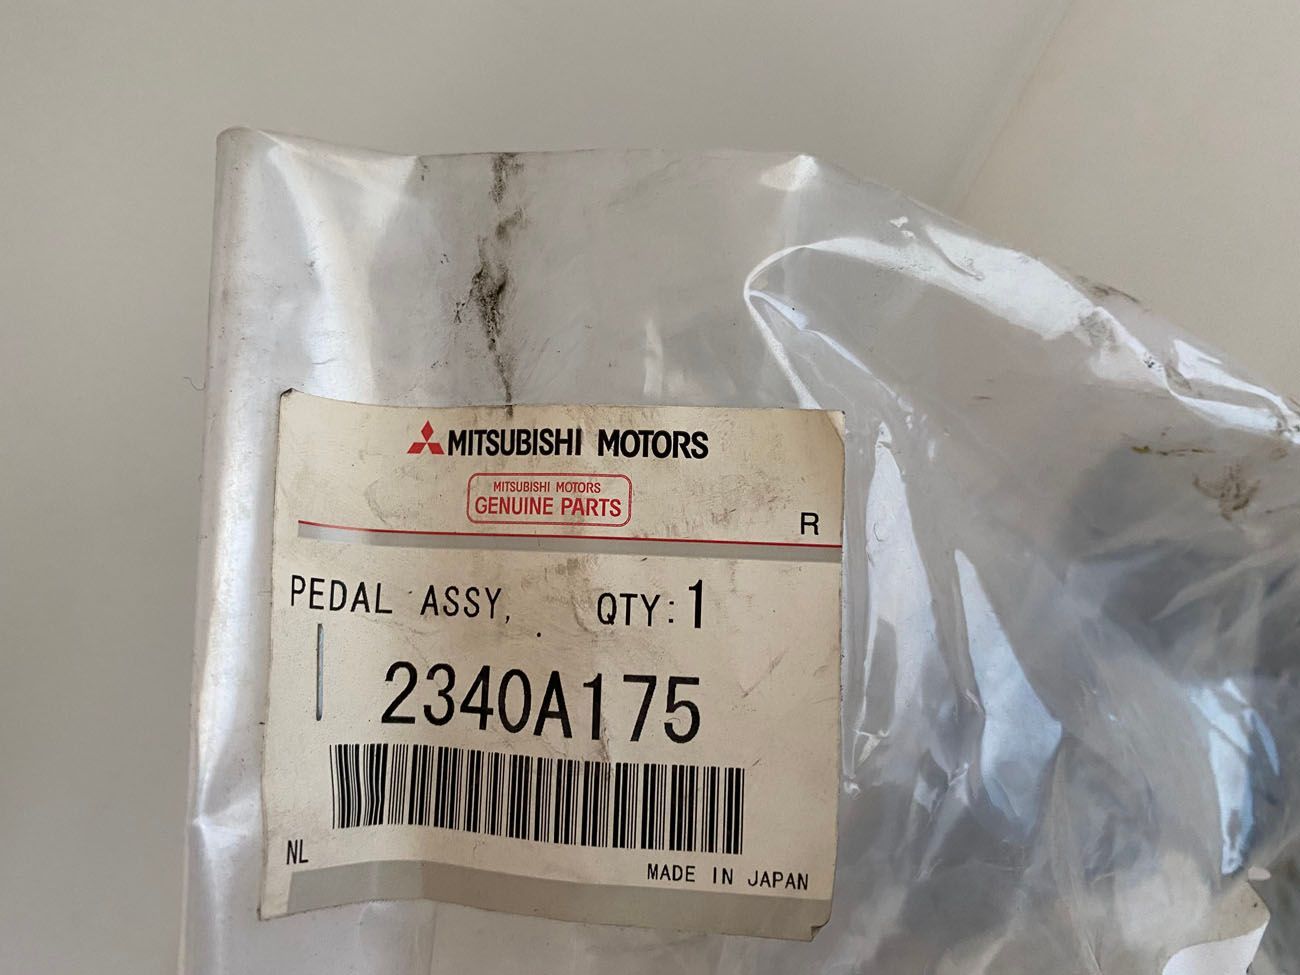 MITSUBISHI MOTORS
MITSUBISHI MOTORS
GENUINE PARTS
R
PEDAL ASSY, QTY:1
2340A175
NL
MADE IN JAPAN